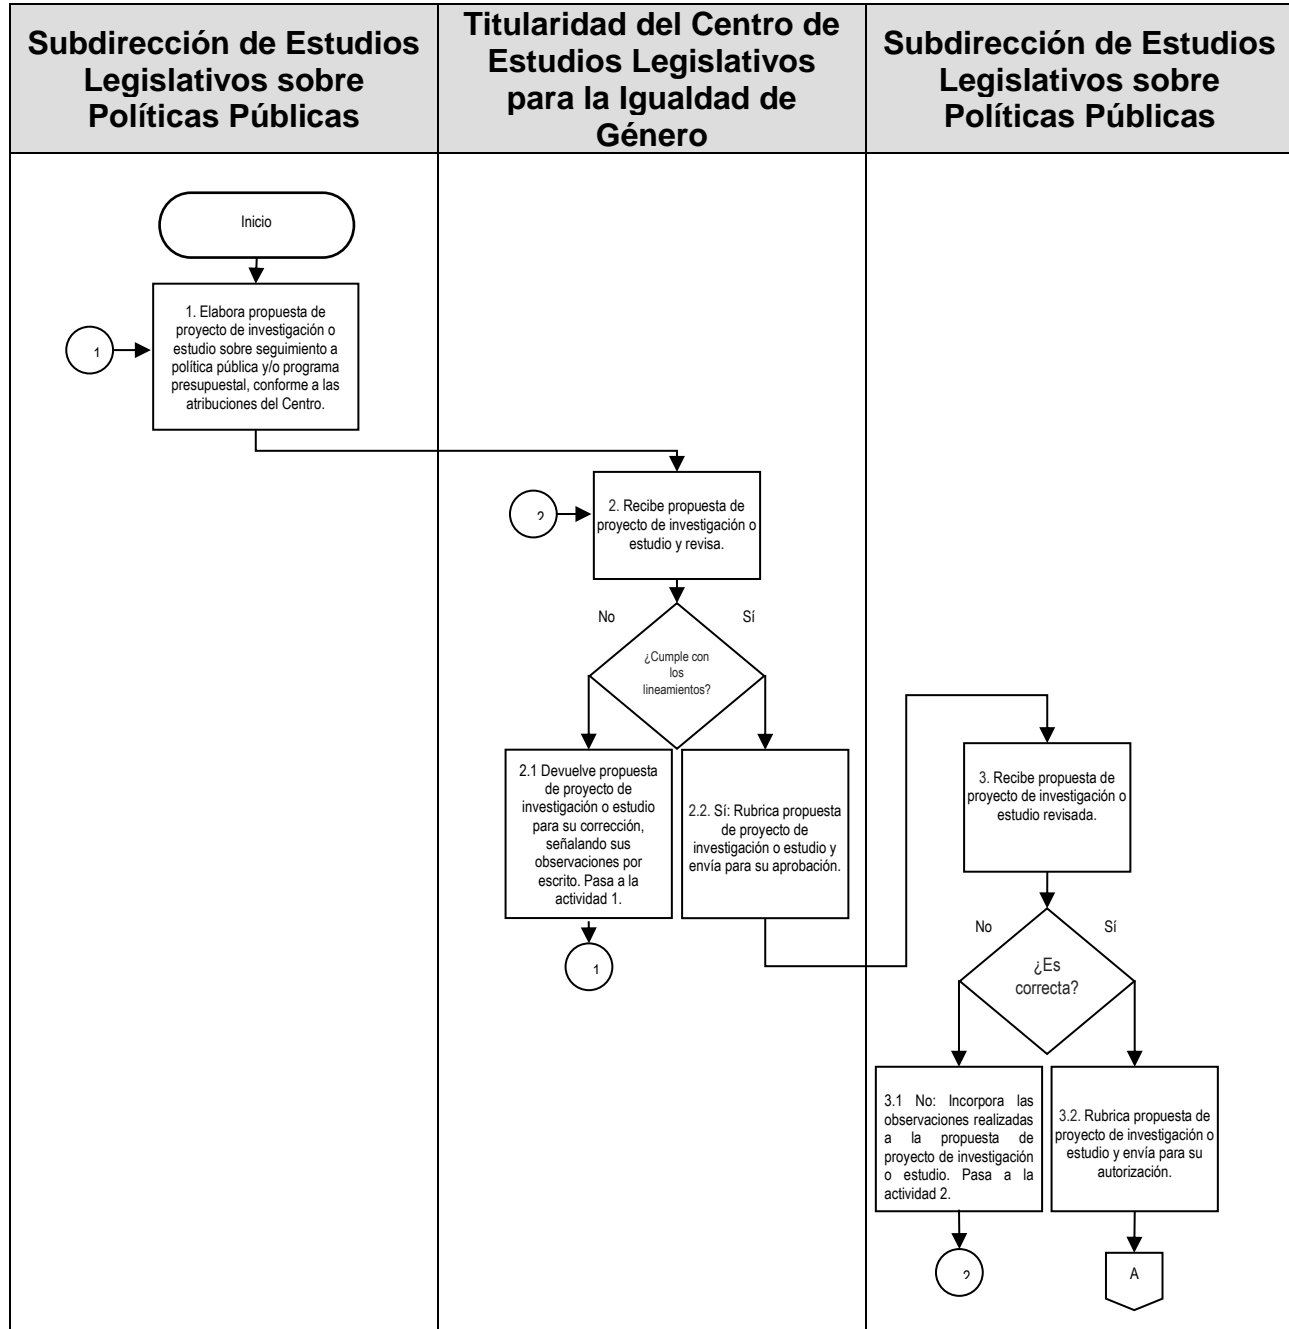 Subdirección de Estudios
Legislativos sobre
Políticas Públicas
Titularidad del Centro de
Estudios Legislativos
para la Igualdad de
Género
Subdirección de Estudios
Legislativos sobre
Políticas Públicas
Inicio
1
1. Elabora propuesta de
proyecto de investigación o
estudio sobre seguimiento a
política pública y/o programa
presupuestal, conforme a las
atribuciones del Centro.
2
2. Recibe propuesta de
proyecto de investigación o
estudio y revisa.
No
Sí
¿Cumple con
los
lineamientos?
2.1 Devuelve propuesta
de proyecto de
investigación o estudio
para su corrección,
señalando sus
observaciones por
escrito. Pasa a la
actividad 1.
2.2. Sí: Rubrica propuesta
de proyecto de
investigación o estudio y
envía para su aprobación.
1
3. Recibe propuesta de
proyecto de investigación o
estudio revisada.
No
Sí
¿Es
correcta?
3.1 No: Incorpora las
observaciones realizadas
a la propuesta de
proyecto de investigación
o estudio. Pasa a la
actividad 2.
3.2. Rubrica propuesta de
proyecto de investigación o
estudio y envía para su
autorización.
2
A